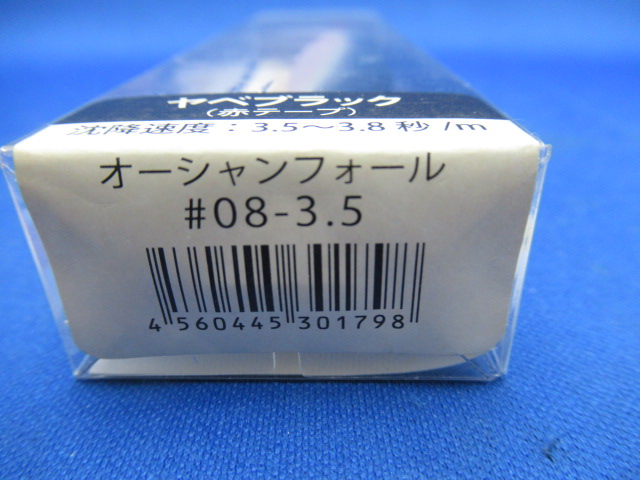 ヤベブラック
(赤テープ)
沈降速度：3.5～3.8秒/m
オーシャンフォール
#08-3.5
4 560445 301798